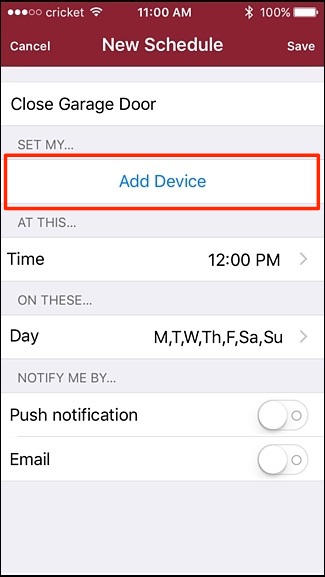 cricket 11:00 AM 100%
Cancel New Schedule Save
Close Garage Door
SET MY...
Add Device
AT THIS...
Time 12:00 PM
ON THESE...
Day M,T,W,Th,F,Sa,Su
NOTIFY ME BY...
Push notification
Email